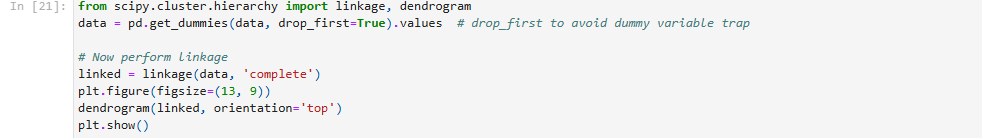 In [21]: from scipy.cluster.hierarchy import linkage, dendrogram
data = pd.get_dummies(data, drop_first=True).values  # drop_first to avoid dummy variable trap
# Now perform linkage
linked = linkage(data, 'complete')
plt.figure(figsize=(13, 9))
dendrogram(linked, orientation='top')
plt.show()